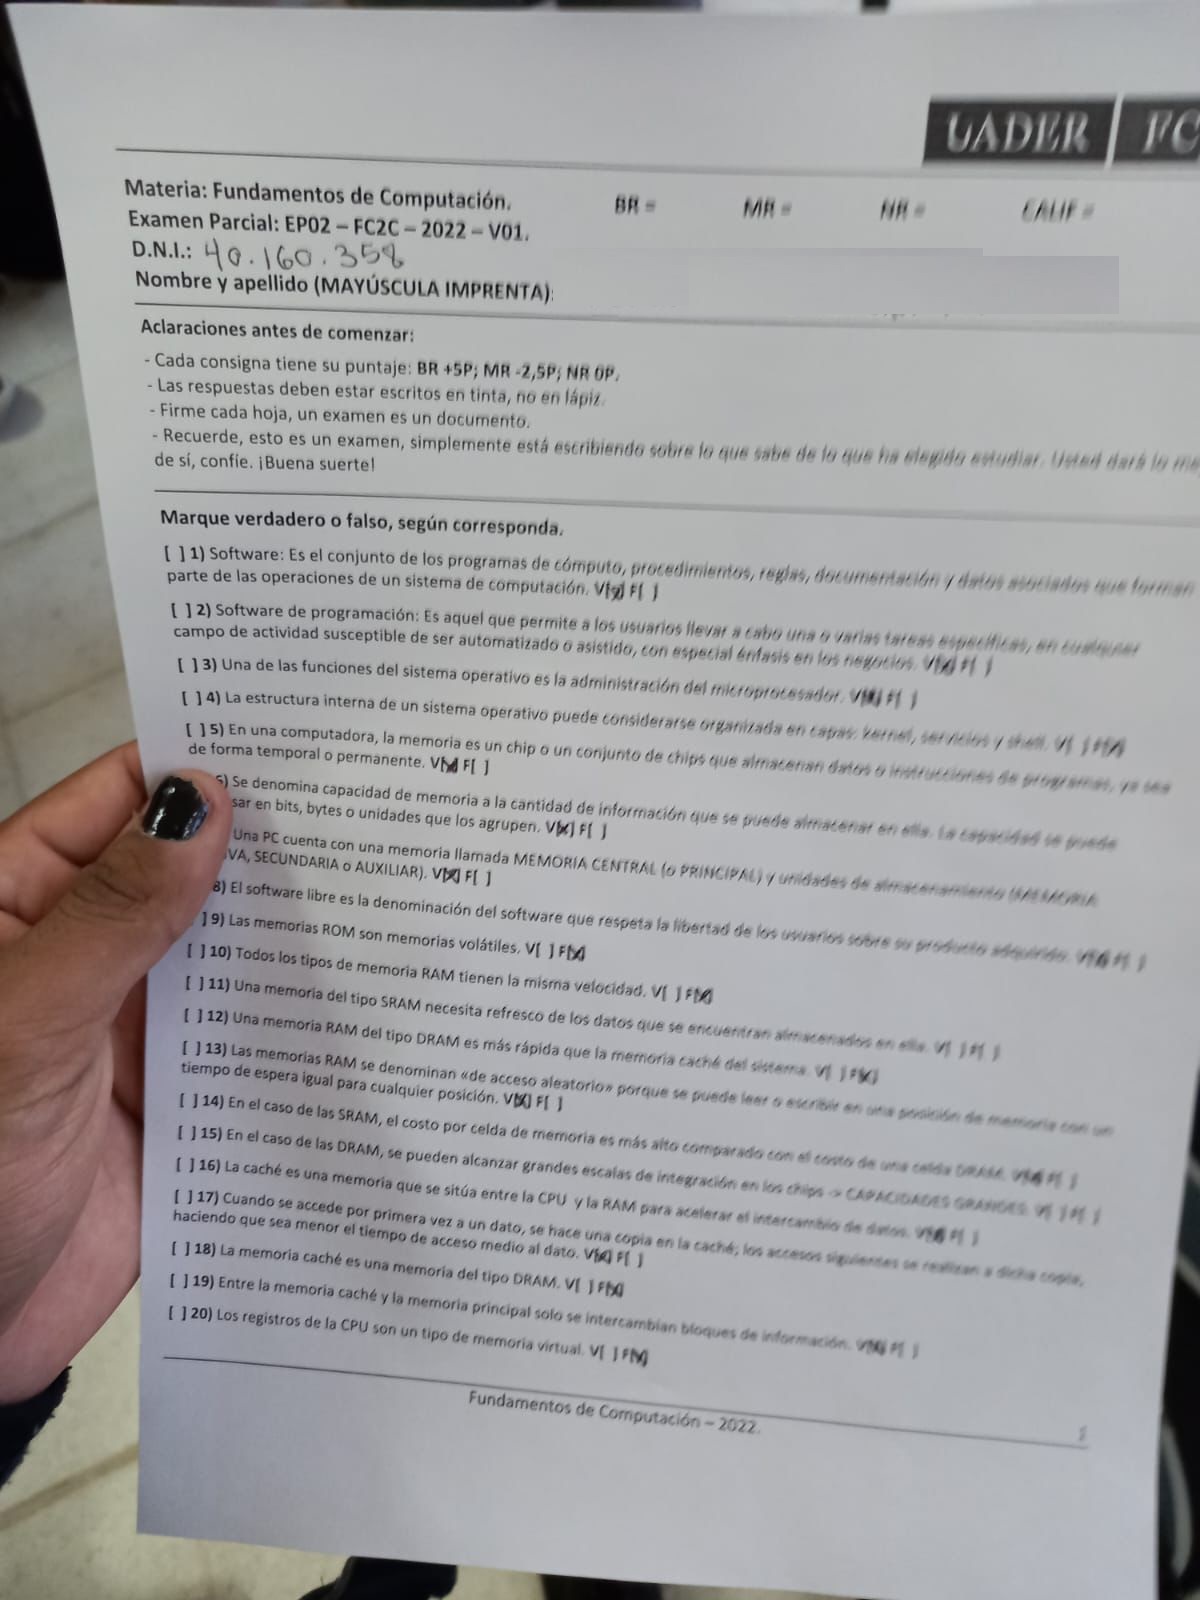 UADER FC
Materia: Fundamentos de Computación. BR = MR = NR = CALIF =
Examen Parcial: EP02 – FC2C – 2022 – V01.
D.N.I.: 40.160.358
Nombre y apellido (MAYÚSCULA IMPRENTA):
Aclaraciones antes de comenzar:
- Cada consigna tiene su puntaje: BR +5P; MR -2,5P; NR 0P.
- Las respuestas deben estar escritos en tinta, no en lápiz.
- Firme cada hoja, un examen es un documento.
- Recuerde, esto es un examen, simplemente está escribiendo sobre lo que sabe de lo que ha elegido estudiar. Usted dará lo me
de sí, confíe. ¡Buena suerte!
Marque verdadero o falso, según corresponda.
[ ] 1) Software: Es el conjunto de los programas de cómputo, procedimientos, reglas, documentación y datos asociados que forman
parte de las operaciones de un sistema de computación. V[x] F[ ]
[ ] 2) Software de programación: Es aquel que permite a los usuarios llevar a cabo una o varias tareas específicas, en cualquier
campo de actividad susceptible de ser automatizado o asistido, con especial énfasis en los negocios. V[x] F[ ]
[ ] 3) Una de las funciones del sistema operativo es la administración del microprocesador. V[x] F[ ]
[ ] 4) La estructura interna de un sistema operativo puede considerarse organizada en capas: kernel, servicios y shell. V[ ] F[x]
[ ] 5) En una computadora, la memoria es un chip o un conjunto de chips que almacenan datos o instrucciones de programas, ya sea
de forma temporal o permanente. V[x] F[ ]
6) Se denomina capacidad de memoria a la cantidad de información que se puede almacenar en ella. La capacidad se puede
sar en bits, bytes o unidades que los agrupen. V[x] F[ ]
Una PC cuenta con una memoria llamada MEMORIA CENTRAL (o PRINCIPAL) y unidades de almacenamiento (MEMORIA
IVA, SECUNDARIA o AUXILIAR). V[x] F[ ]
8) El software libre es la denominación del software que respeta la libertad de los usuarios sobre su producto adquirido. V[x] F[ ]
] 9) Las memorias ROM son memorias volátiles. V[ ] F[x]
[ ] 10) Todos los tipos de memoria RAM tienen la misma velocidad. V[ ] F[x]
[ ] 11) Una memoria del tipo SRAM necesita refresco de los datos que se encuentran almacenados en ella. V[ ] F[ ]
[ ] 12) Una memoria RAM del tipo DRAM es más rápida que la memoria caché del sistema. V[ ] F[x]
[ ] 13) Las memorias RAM se denominan «de acceso aleatorio» porque se puede leer o escribir en una posición de memoria con un
tiempo de espera igual para cualquier posición. V[x] F[ ]
[ ] 14) En el caso de las SRAM, el costo por celda de memoria es más alto comparado con el costo de una celda DRAM. V[x] F[ ]
[ ] 15) En el caso de las DRAM, se pueden alcanzar grandes escalas de integración en los chips -> CAPACIDADES GRANDES. V[ ] F[ ]
[ ] 16) La caché es una memoria que se sitúa entre la CPU y la RAM para acelerar el intercambio de datos. V[x] F[ ]
[ ] 17) Cuando se accede por primera vez a un dato, se hace una copia en la caché; los accesos siguientes se realizan a dicha copia,
haciendo que sea menor el tiempo de acceso medio al dato. V[x] F[ ]
[ ] 18) La memoria caché es una memoria del tipo DRAM. V[ ] F[x]
[ ] 19) Entre la memoria caché y la memoria principal solo se intercambian bloques de información. V[x] F[ ]
[ ] 20) Los registros de la CPU son un tipo de memoria virtual. V[ ] F[x]
Fundamentos de Computación – 2022.
1